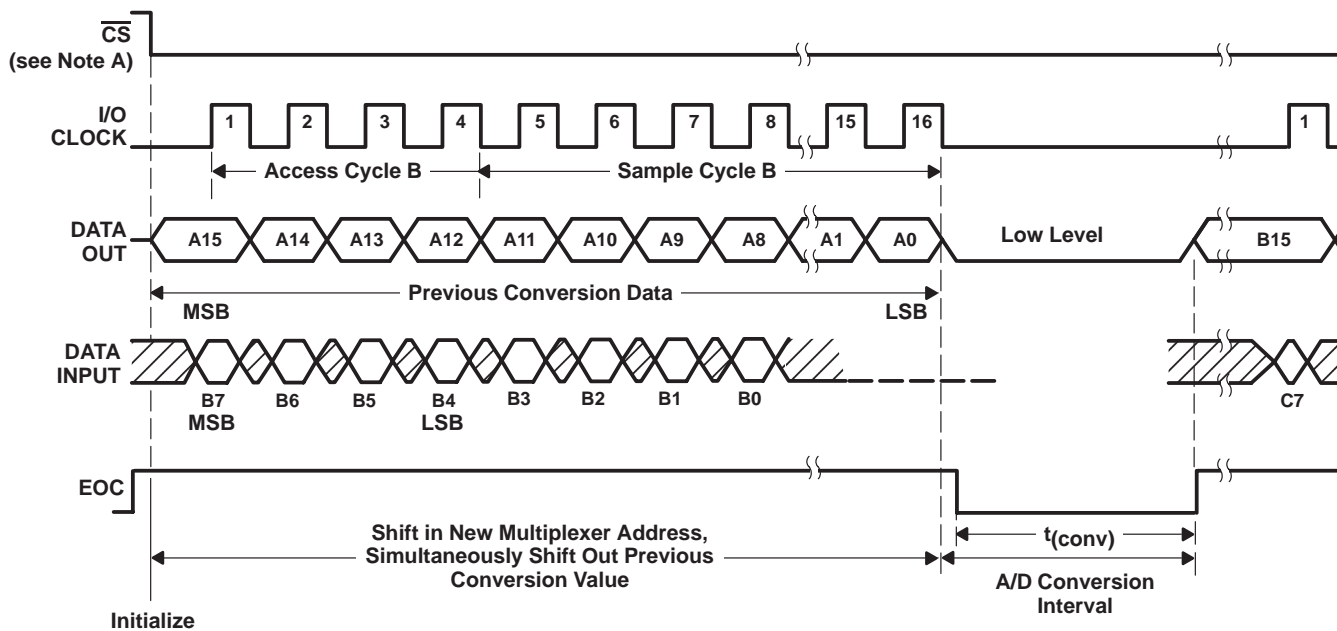 CS
(see Note A)
I/O
CLOCK
1 2 3 4 5 6 7 8 15 16 1
Access Cycle B Sample Cycle B
DATA
OUT
A15 A14 A13 A12 A11 A10 A9 A8 A1 A0 Low Level B15
Previous Conversion Data
MSB LSB
DATA
INPUT
B7 B6 B5 B4 B3 B2 B1 B0 C7
MSB LSB
EOC
Shift in New Multiplexer Address,
Simultaneously Shift Out Previous
Conversion Value
t(conv)
A/D Conversion
Interval
Initialize